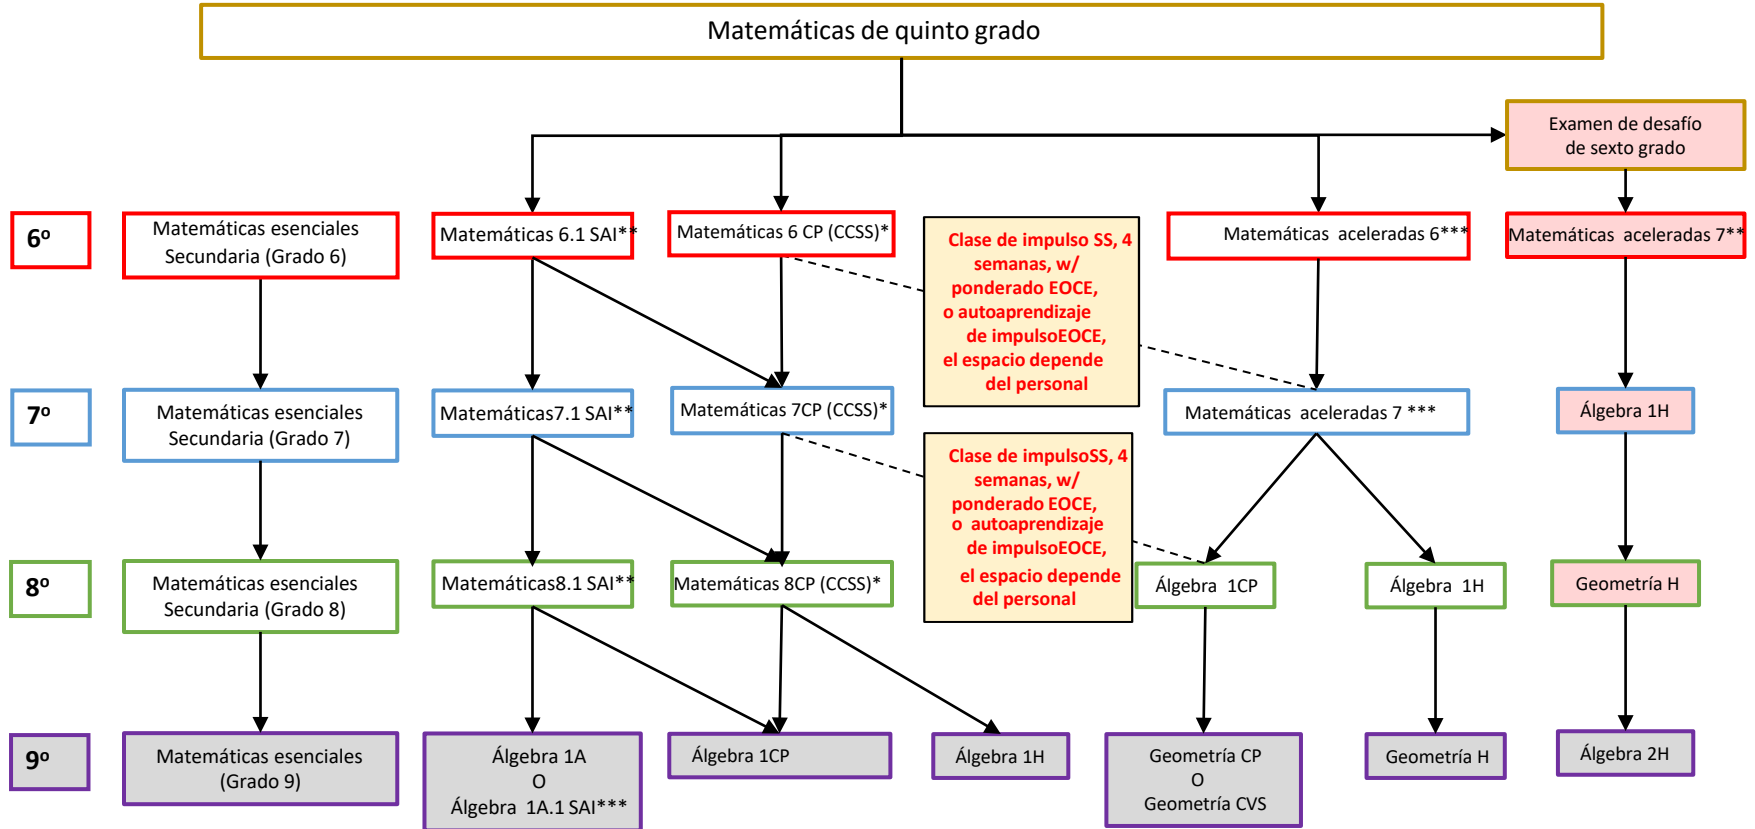 Matemáticas de quinto grado
Examen de desafío
de sexto grado
6º
Matemáticas esenciales
Secundaria (Grado 6)
Matemáticas 6.1 SAI**
Matemáticas 6 CP (CCSS)*
Clase de impulso SS, 4
semanas, w/
ponderado EOCE,
o autoaprendizaje
de impulsoEOCE,
el espacio depende
del personal
Matemáticas aceleradas 6***
Matemáticas aceleradas 7**
7º
Matemáticas esenciales
Secundaria (Grado 7)
Matemáticas7.1 SAI**
Matemáticas 7CP (CCSS)*
Matemáticas aceleradas 7 ***
Álgebra 1H
Clase de impulsoSS, 4
semanas, w/
ponderado EOCE,
o autoaprendizaje
de impulsoEOCE,
el espacio depende
del personal
8º
Matemáticas esenciales
Secundaria (Grado 8)
Matemáticas8.1 SAI**
Matemáticas 8CP (CCSS)*
Álgebra 1CP
Álgebra 1H
Geometría H
9º
Matemáticas esenciales
(Grado 9)
Álgebra 1A
O
Álgebra 1A.1 SAI***
Álgebra 1CP
Álgebra 1H
Geometría CP
O
Geometría CVS
Geometría H
Álgebra 2H